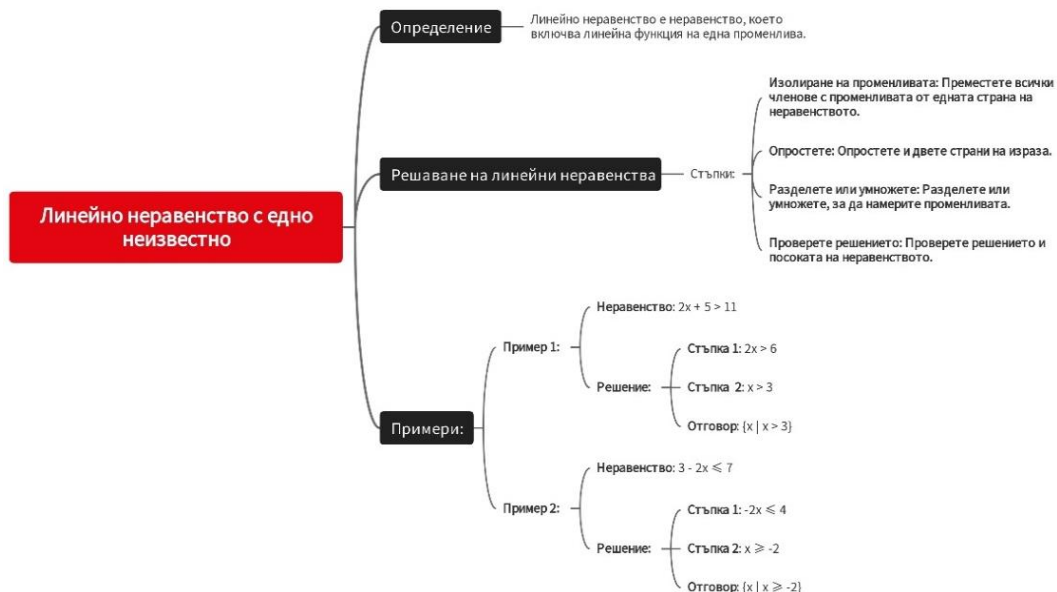 Линейно неравенство с едно
неизвестно
Определение
Линейно неравенство е неравенство, което
включва линейна функция на една променлива.
Решаване на линейни неравенства
Стъпки:
Изолиране на променливата: Преместете всички
членове с променливата от едната страна на
неравенството.
Опростете: Опростете и двете страни на израза.
Разделете или умножете: Разделете или
умножете, за да намерите променливата.
Проверете решението: Проверете решението и
посоката на неравенството.
Примери:
Пример 1:
Неравенство: 2x + 5 > 11
Решение:
Стъпка 1: 2x > 6
Стъпка 2: x > 3
Отговор: {x | x > 3}
Пример 2:
Неравенство: 3 - 2x ⩽ 7
Решение:
Стъпка 1: -2x ⩽ 4
Стъпка 2: x ⩾ -2
Отговор: {x | x ⩾ -2}